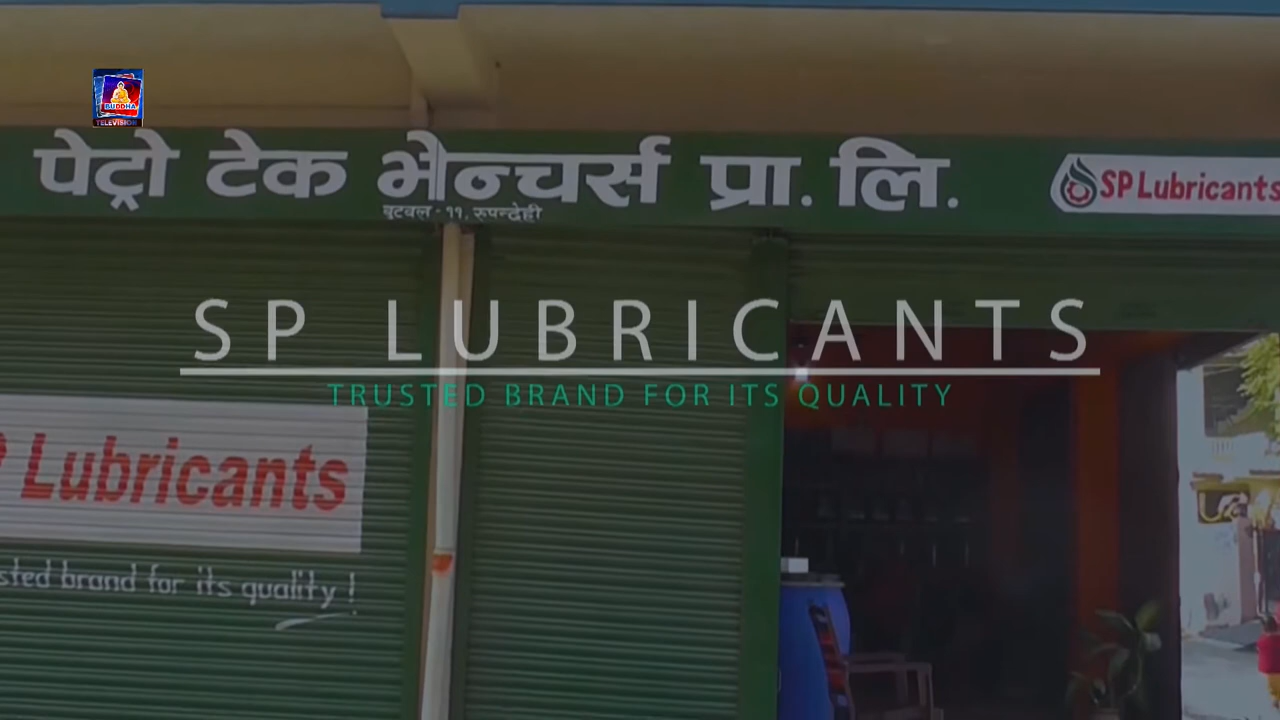 BUDDHA
TELEVISION
पेट्रो टेक भेन्चर्स प्रा. लि.
SP Lubricants
बुटवल - ११, रुपन्देही
SP LUBRICANTS
TRUSTED BRAND FOR ITS QUALITY
P Lubricants
sted brand for its quality !